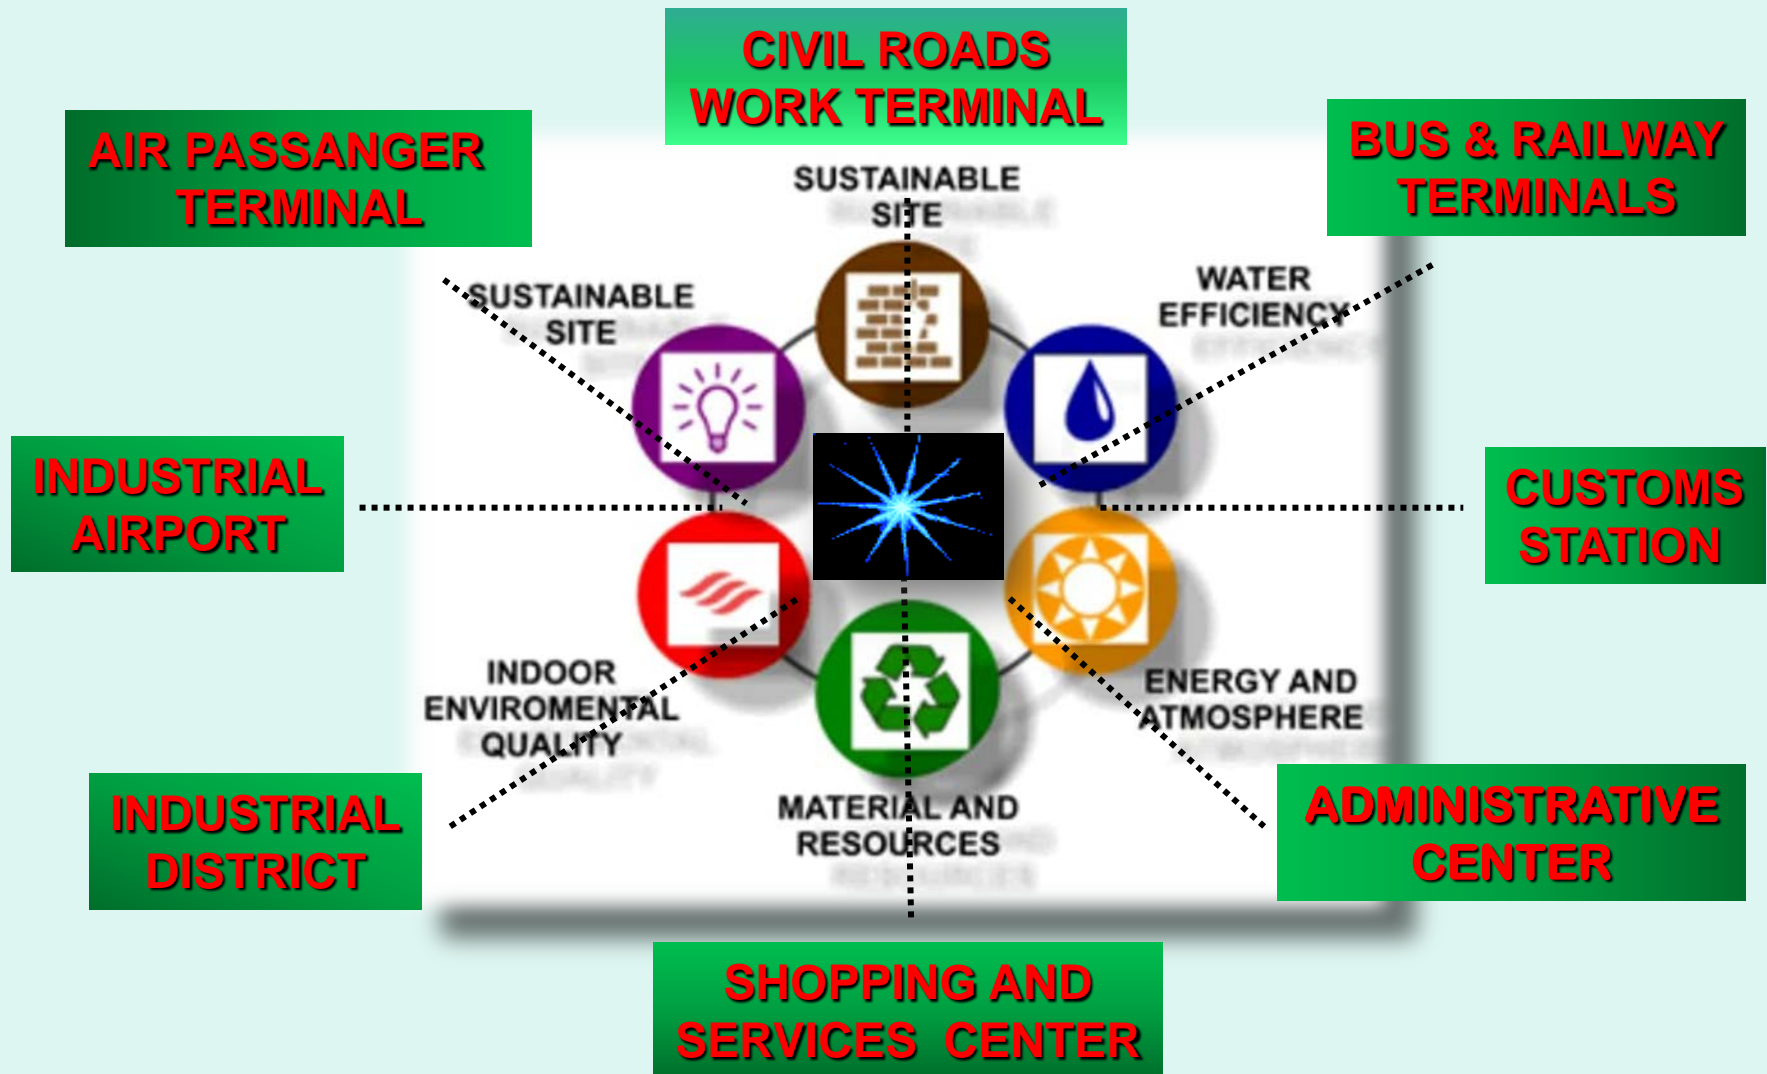 CIVIL ROADS
WORK TERMINAL
AIR PASSANGER
TERMINAL
BUS & RAILWAY
TERMINALS
SUSTAINABLE
SITE
SUSTAINABLE
SITE
WATER
EFFICIENCY
INDUSTRIAL
AIRPORT
CUSTOMS
STATION
INDOOR
ENVIROMENTAL
QUALITY
ENERGY AND
ATMOSPHERE
MATERIAL AND
RESOURCES
INDUSTRIAL
DISTRICT
ADMINISTRATIVE
CENTER
SHOPPING AND
SERVICES CENTER